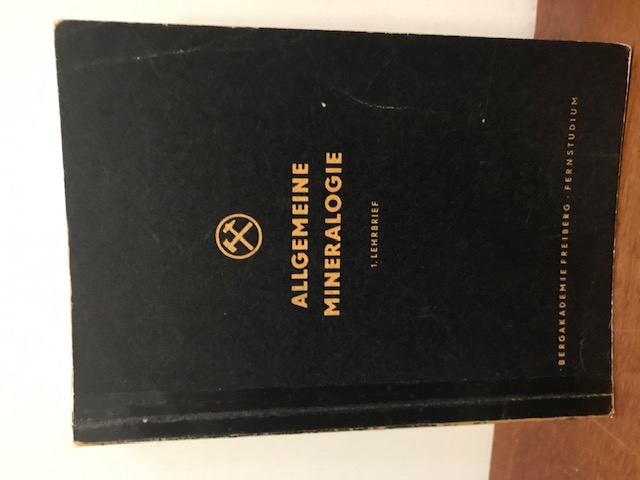 ALLGEMEINE
MINERALOGIE
1. LEHRBRIEF
BERGAKADEMIE FREIBERG · FERNSTUDIUM